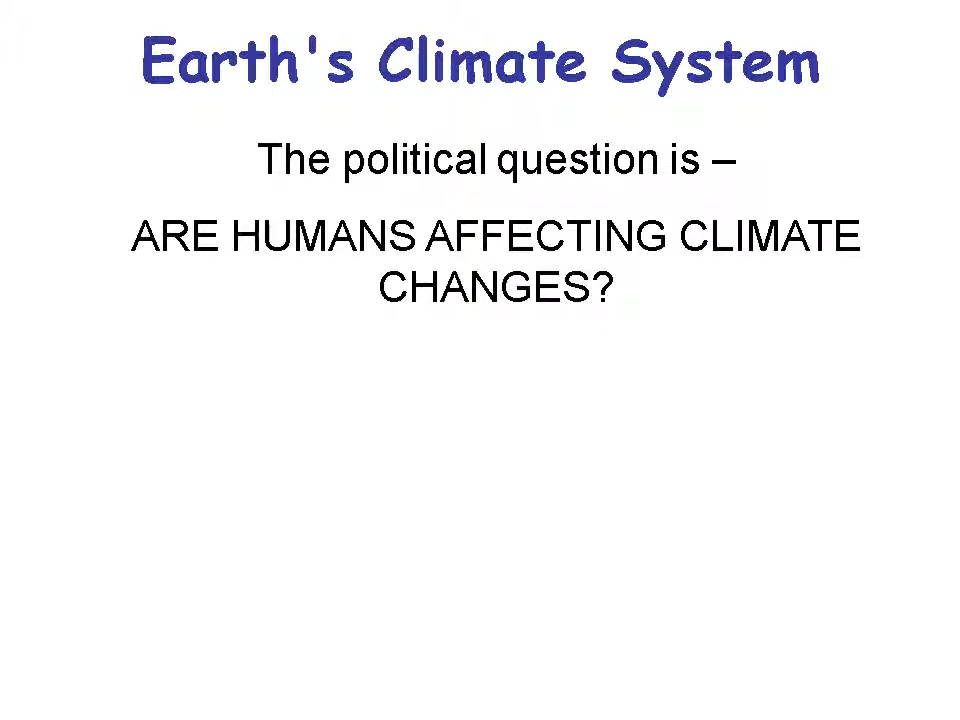 Earth's Climate System
The political question is –
ARE HUMANS AFFECTING CLIMATE
CHANGES?